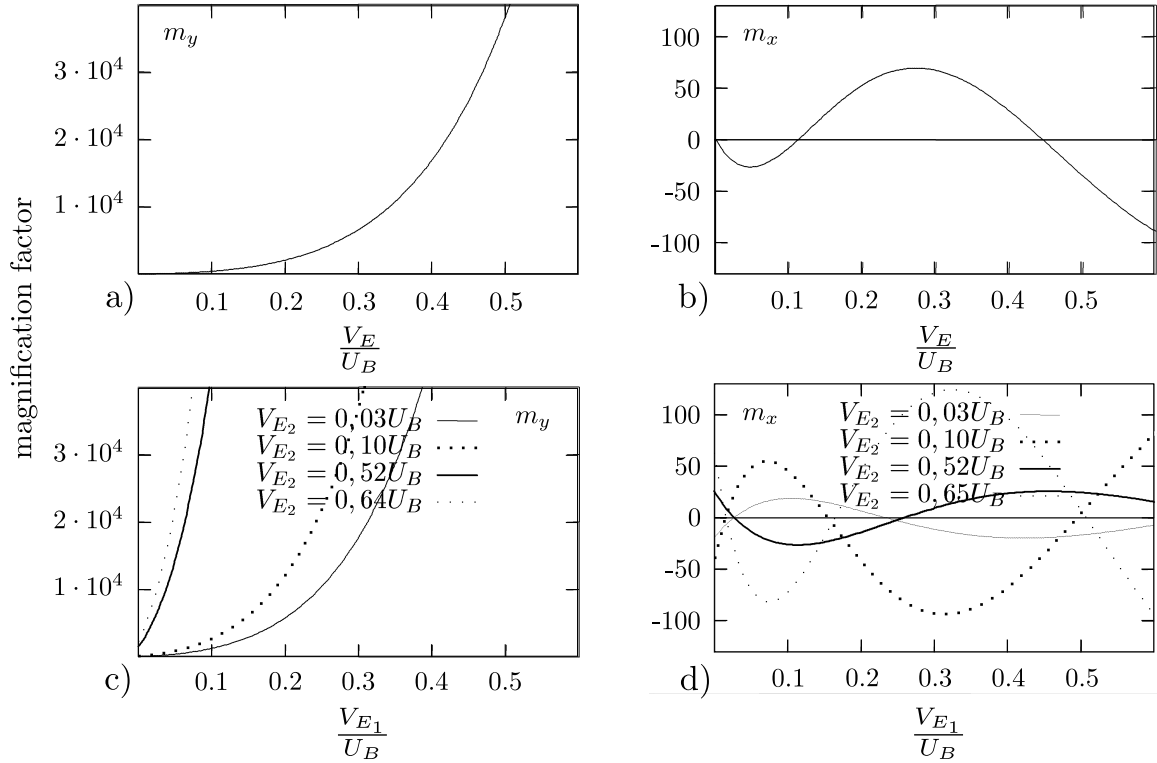 magnification factor
m_y
3 · 10^4
2 · 10^4
1 · 10^4
a)
0.1 0.2 0.3 0.4 0.5
V_E
U_B
m_x
100
50
0
-50
-100
b)
0.1 0.2 0.3 0.4 0.5
V_E
U_B
V_{E_2} = 0,03U_B
m_y
V_{E_2} = 0,10U_B
V_{E_2} = 0,52U_B
V_{E_2} = 0,64U_B
3 · 10^4
2 · 10^4
1 · 10^4
c)
0.1 0.2 0.3 0.4 0.5
V_{E_1}
U_B
m_x
V_{E_2} = 0,03U_B
V_{E_2} = 0,10U_B
V_{E_2} = 0,52U_B
V_{E_2} = 0,65U_B
100
50
0
-50
-100
d)
0.1 0.2 0.3 0.4 0.5
V_{E_1}
U_B